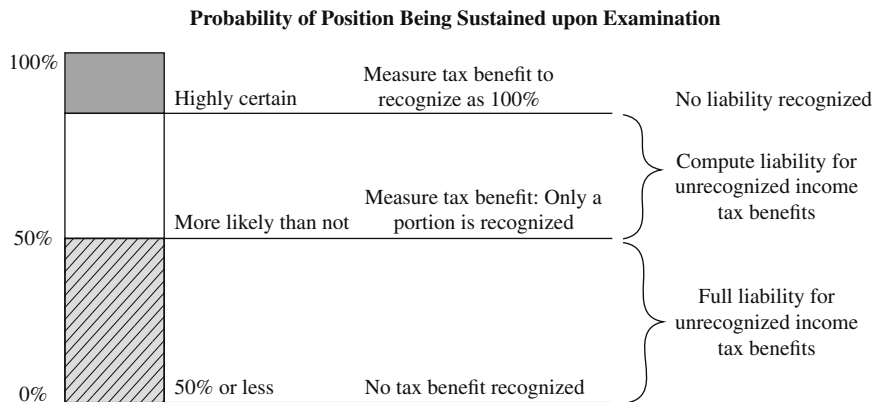 Probability of Position Being Sustained upon Examination
100%
Highly certain
Measure tax benefit to
recognize as 100%
No liability recognized
Compute liability for
unrecognized income
tax benefits
50%
More likely than not
Measure tax benefit: Only a
portion is recognized
Full liability for
unrecognized income
tax benefits
0%
50% or less
No tax benefit recognized